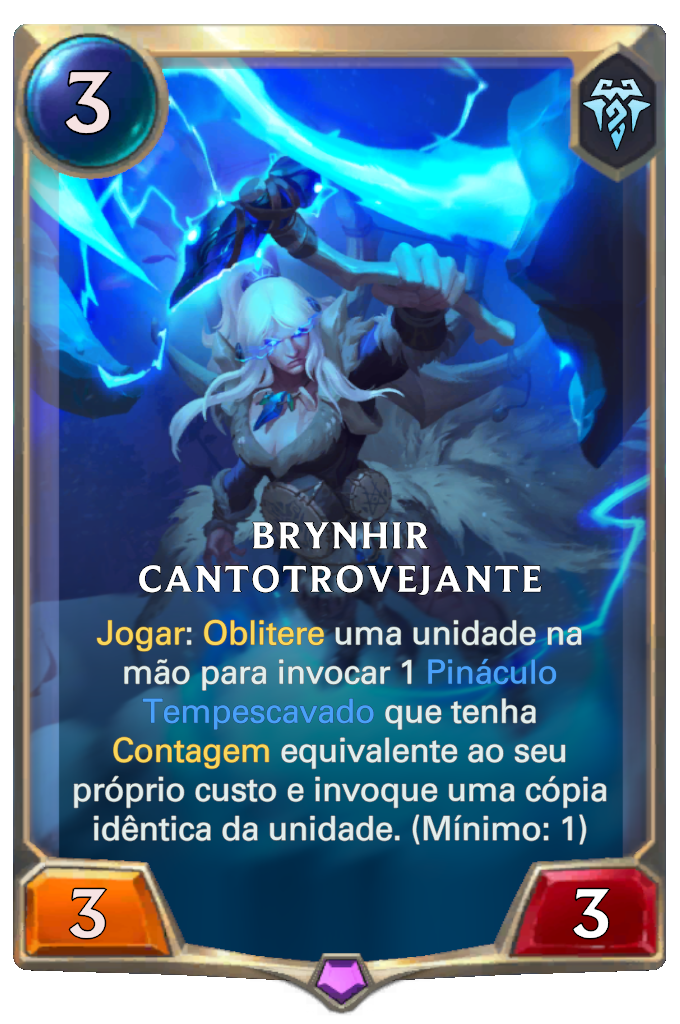 3
BRYNHIR
CANTOTROVEJANTE
Jogar: Oblitere uma unidade na
mão para invocar 1 Pináculo
Tempescavado que tenha
Contagem equivalente ao seu
próprio custo e invoque uma cópia
idêntica da unidade. (Mínimo: 1)
3
3